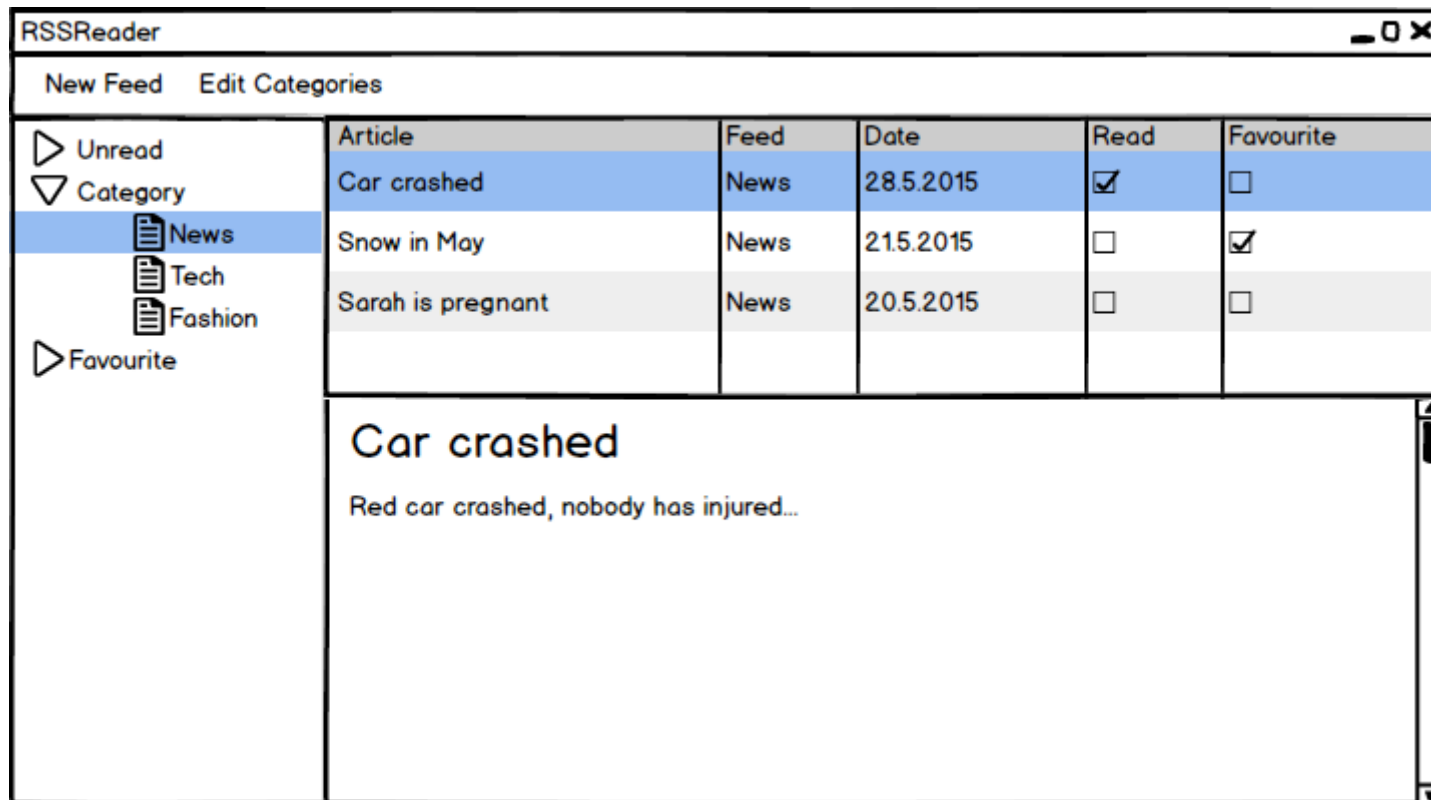 RSSReader
New Feed Edit Categories
Unread
Category
News
Tech
Fashion
Favourite
Article Feed Date Read Favourite
Car crashed News 28.5.2015
Snow in May News 21.5.2015
Sarah is pregnant News 20.5.2015
Car crashed
Red car crashed, nobody has injured...